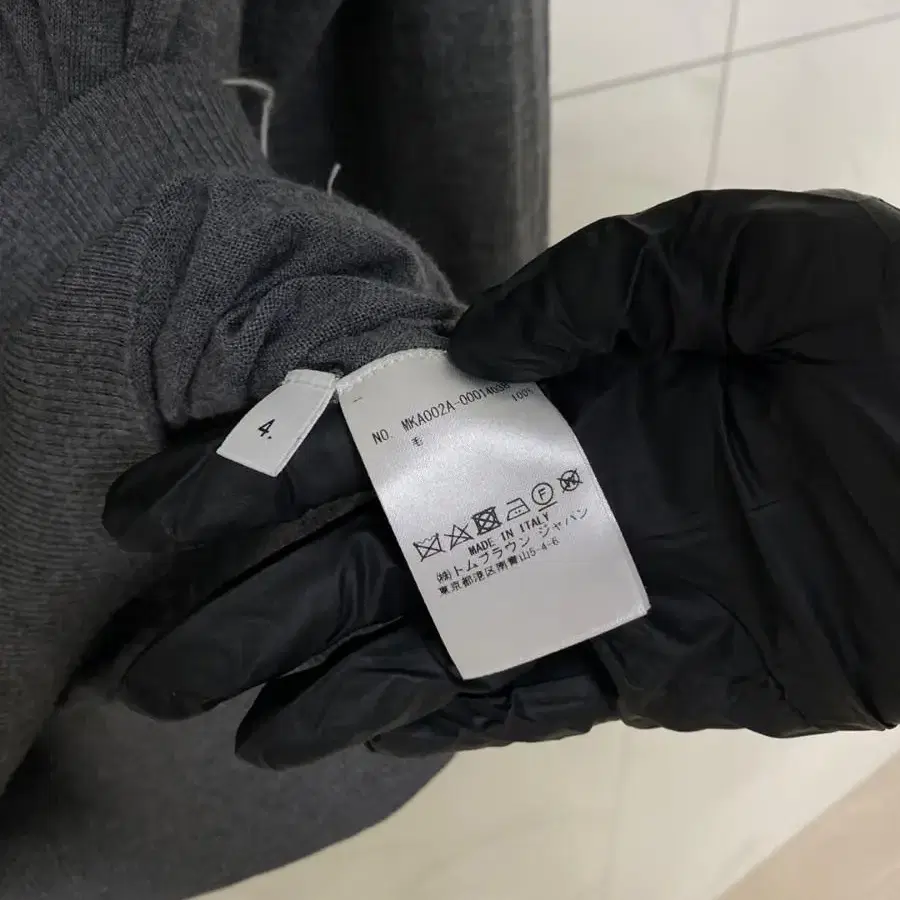 4.
NO. MKA002A-00014
毛 100%
MADE IN ITALY
㈱トムブラウン ジャパン
東京都港区南青山5-4-6